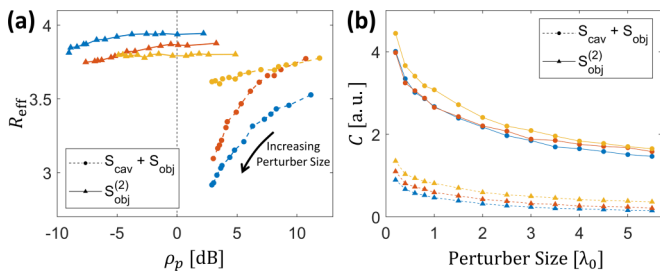 (a)
4
3.5
3
R_eff
S_cav + S_obj
S_obj^(2)
Increasing
Perturber Size
-10 -5 0 5 10
ρ_p [dB]
(b)
6
4
2
0
C [a. u.]
S_cav + S_obj
S_obj^(2)
0 1 2 3 4 5
Perturber Size [λ_0]